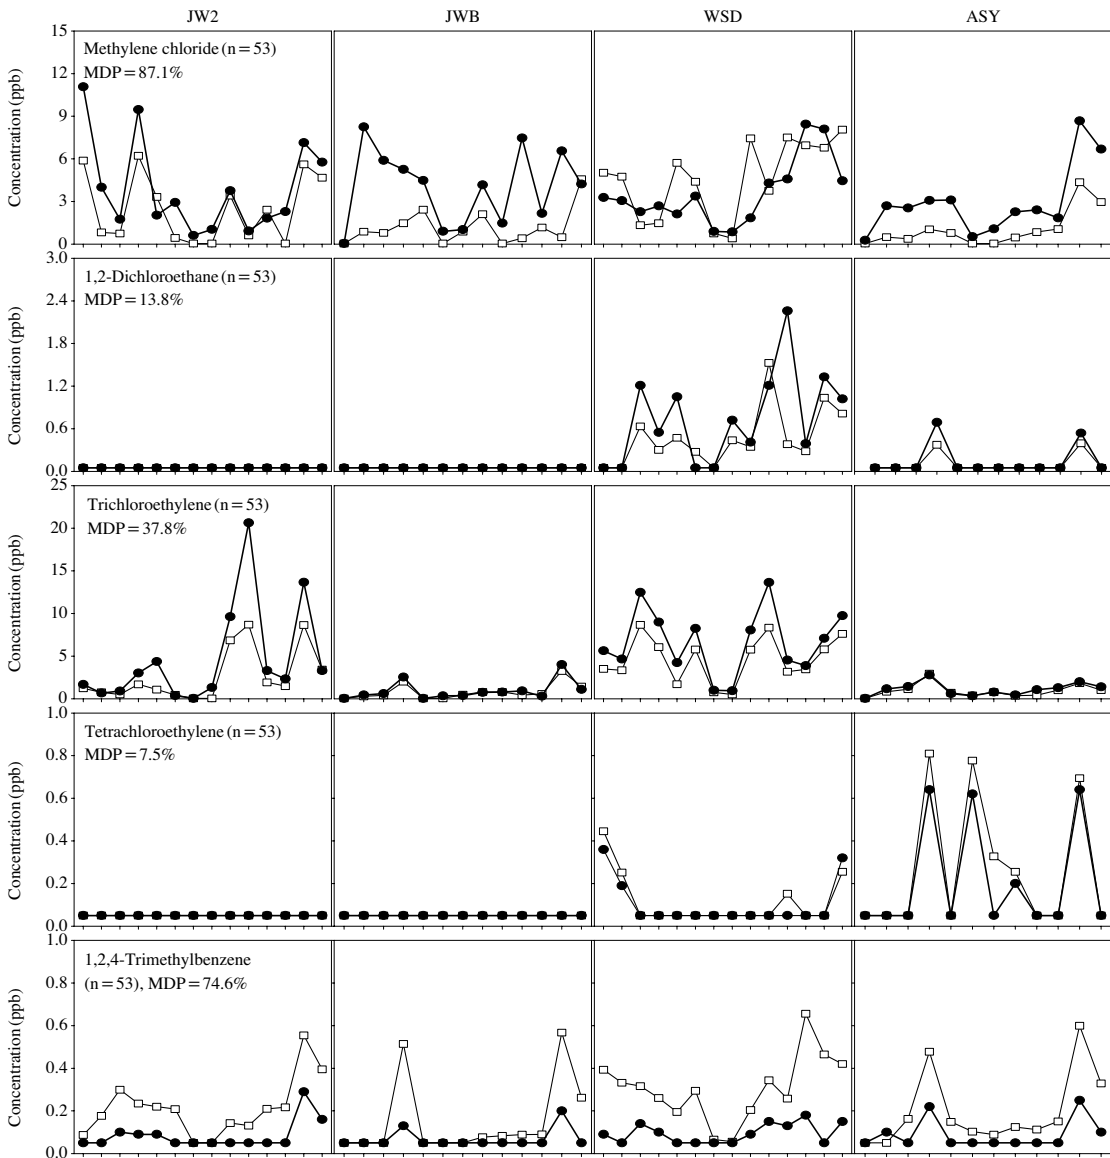 JW2 JWB WSD ASY
Concentration (ppb)
15
12
9
6
3
0
Methylene chloride (n = 53)
MDP = 87.1%
Concentration (ppb)
3.0
2.4
1.8
1.2
0.6
0.0
1,2-Dichloroethane (n = 53)
MDP = 13.8%
Concentration (ppb)
25
20
15
10
5
0
Trichloroethylene (n = 53)
MDP = 37.8%
Concentration (ppb)
1.0
0.8
0.6
0.4
0.2
0.0
Tetrachloroethylene (n = 53)
MDP = 7.5%
Concentration (ppb)
1.0
0.8
0.6
0.4
0.2
0.0
1,2,4-Trimethylbenzene
(n = 53), MDP = 74.6%